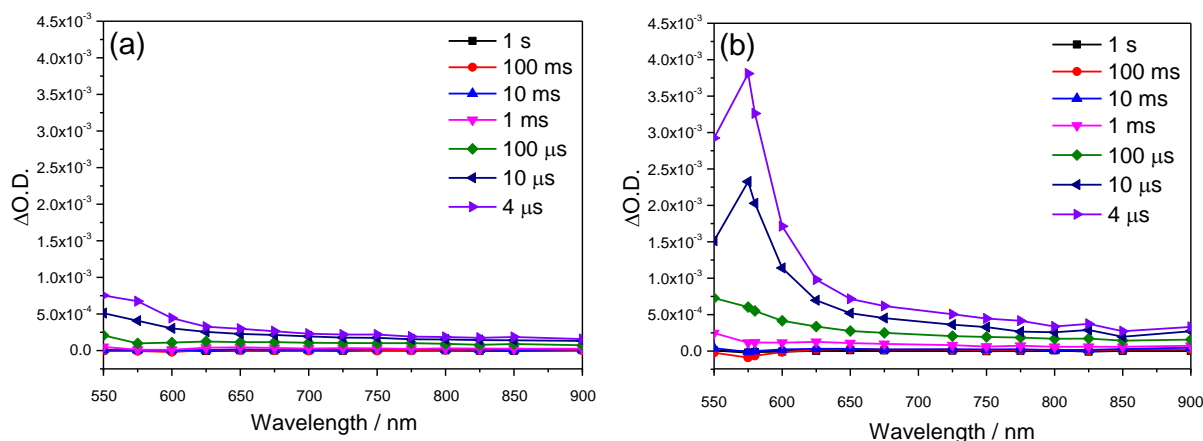 (a)
1 s
100 ms
10 ms
1 ms
100 μs
10 μs
4 μs
4.5x10⁻³
4.0x10⁻³
3.5x10⁻³
3.0x10⁻³
2.5x10⁻³
2.0x10⁻³
1.5x10⁻³
1.0x10⁻³
5.0x10⁻⁴
0.0
ΔO.D.
550 600 650 700 750 800 850 900
Wavelength / nm
(b)
1 s
100 ms
10 ms
1 ms
100 μs
10 μs
4 μs
4.5x10⁻³
4.0x10⁻³
3.5x10⁻³
3.0x10⁻³
2.5x10⁻³
2.0x10⁻³
1.5x10⁻³
1.0x10⁻³
5.0x10⁻⁴
0.0
ΔO.D.
550 600 650 700 750 800 850 900
Wavelength / nm